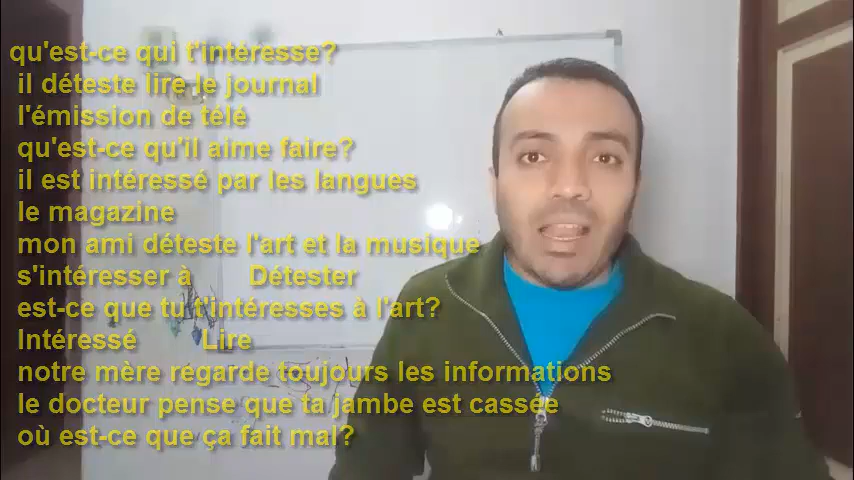 qu'est-ce qui t'intéresse?
il déteste lire le journal
l'émission de télé
qu'est-ce qu'il aime faire?
il est intéressé par les langues
le magazine
mon ami déteste l'art et la musique
s'intéresser à Détester
est-ce que tu t'intéresses à l'art?
Intéressé Lire
notre mère regarde toujours les informations
le docteur pense que ta jambe est cassée
où est-ce que ça fait mal?